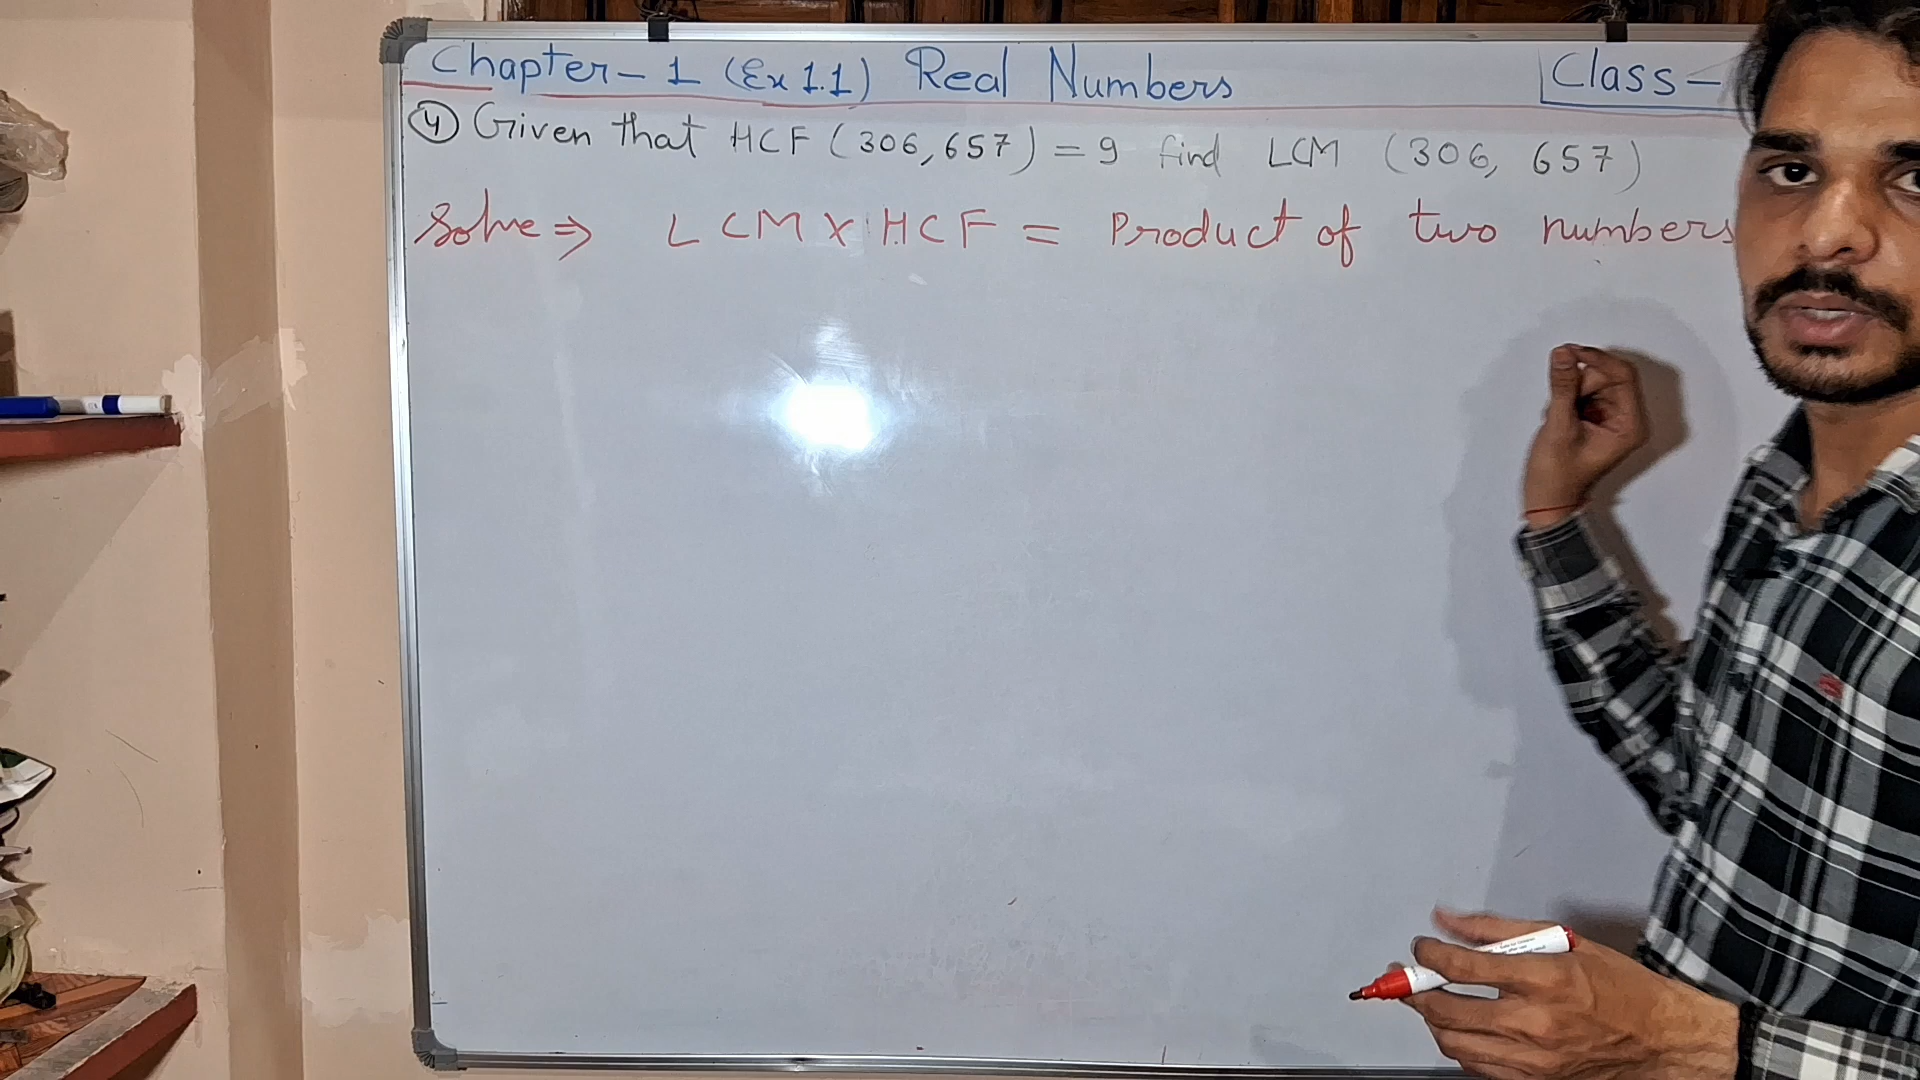 Chapter-1 (Ex 1.1) Real Numbers
Class-
④ Given that HCF (306,657) = 9 find LCM (306, 657)
Solve ⇒ LCM X HCF = Product of two numbers